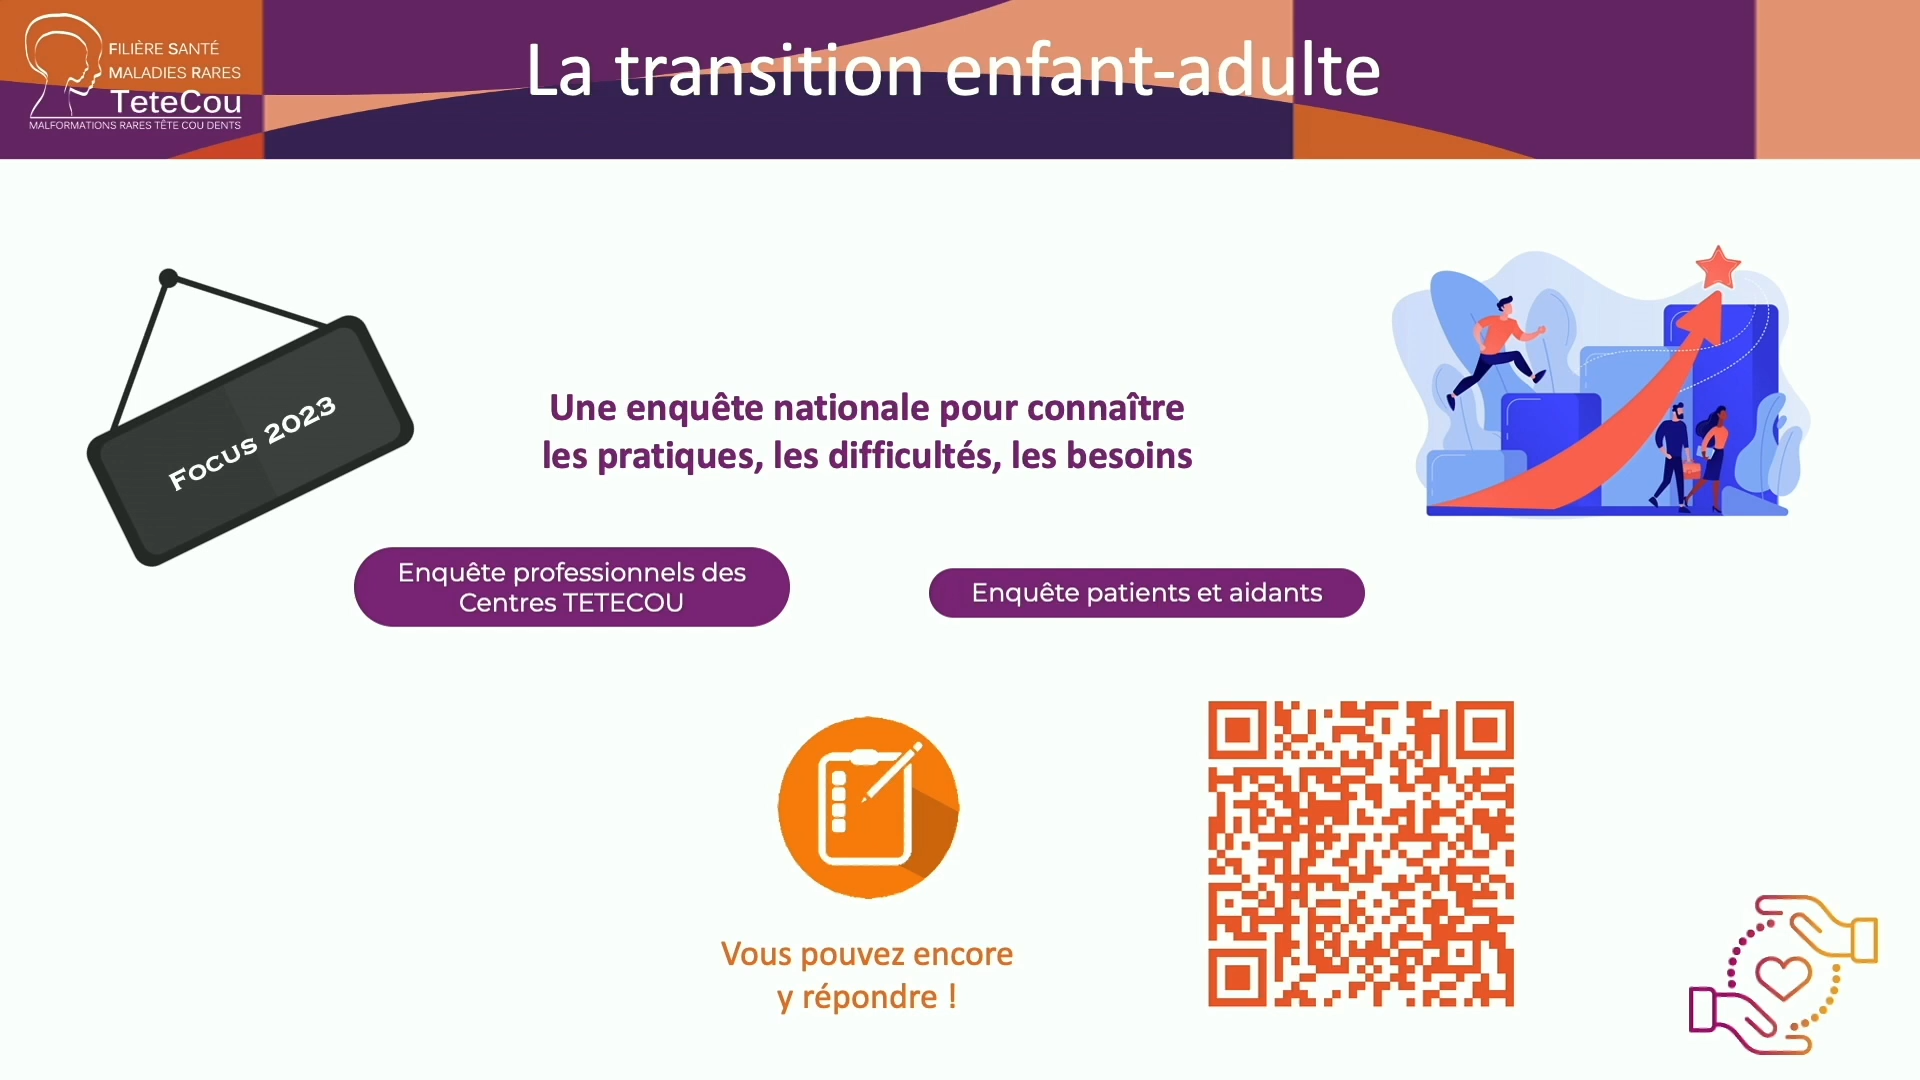 FILIÈRE SANTÉ
MALADIES RARES
TeteCou
MALFORMATIONS RARES TÊTE COU DENTS
La transition enfant-adulte
Focus 2023
Une enquête nationale pour connaître
les pratiques, les difficultés, les besoins
Enquête professionnels des
Centres TETECOU
Enquête patients et aidants
Vous pouvez encore
y répondre !